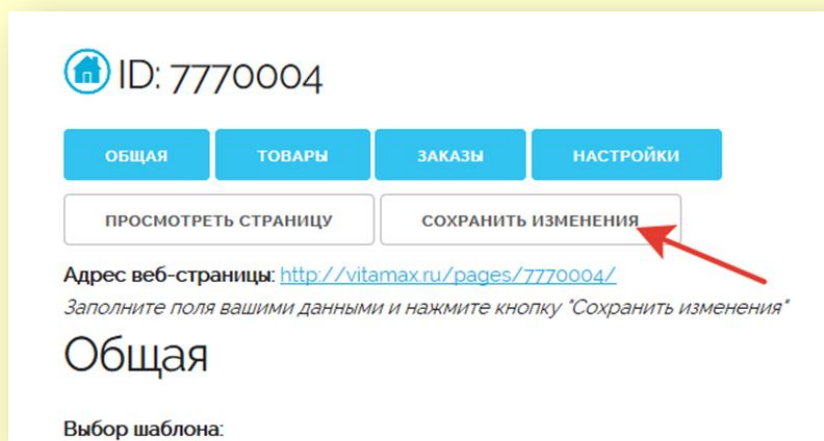 ID: 7770004
ОБЩАЯ ТОВАРЫ ЗАКАЗЫ НАСТРОЙКИ
ПРОСМОТРЕТЬ СТРАНИЦУ СОХРАНИТЬ ИЗМЕНЕНИЯ
Адрес веб-страницы: http://vitamax.ru/pages/7770004/
Заполните поля вашими данными и нажмите кнопку "Сохранить изменения"
Общая
Выбор шаблона: